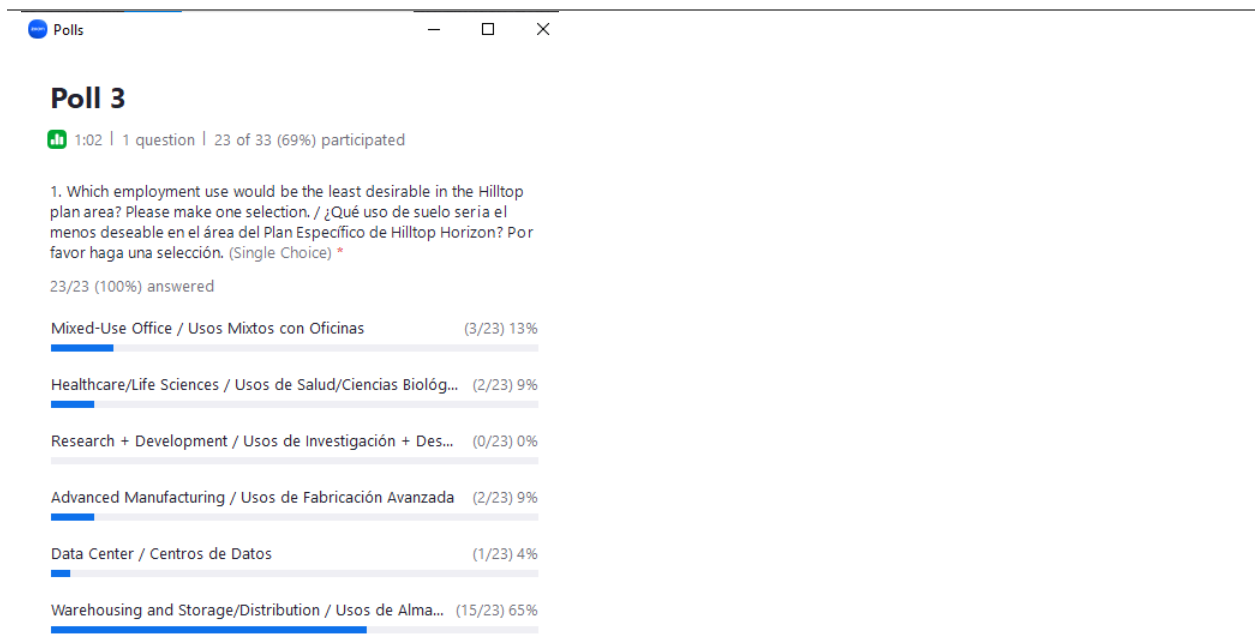 Polls
Poll 3
1:02 | 1 question | 23 of 33 (69%) participated
1. Which employment use would be the least desirable in the Hilltop
plan area? Please make one selection. / ¿Qué uso de suelo seria el
menos deseable en el área del Plan Específico de Hilltop Horizon? Por
favor haga una selección. (Single Choice) *
23/23 (100%) answered
Mixed-Use Office / Usos Mixtos con Oficinas (3/23) 13%
Healthcare/Life Sciences / Usos de Salud/Ciencias Biológ... (2/23) 9%
Research + Development / Usos de Investigación + Des... (0/23) 0%
Advanced Manufacturing / Usos de Fabricación Avanzada (2/23) 9%
Data Center / Centros de Datos (1/23) 4%
Warehousing and Storage/Distribution / Usos de Alma... (15/23) 65%